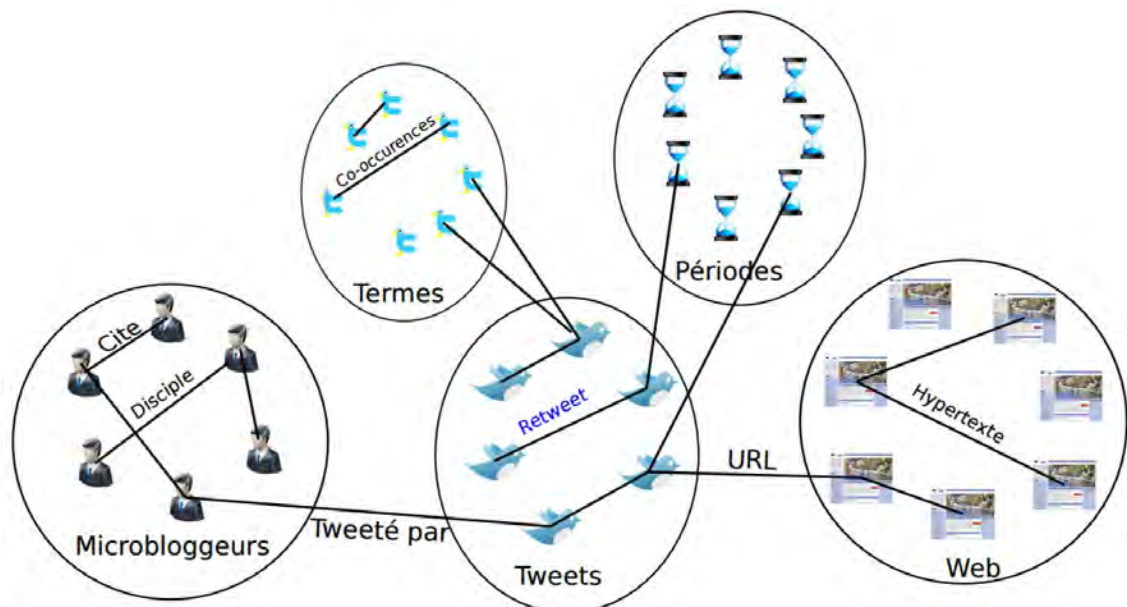 Co-occurences
Termes
Périodes
Cite
Disciple
Microbloggeurs
Retweet
Tweeté par
Tweets
URL
Hypertexte
Web